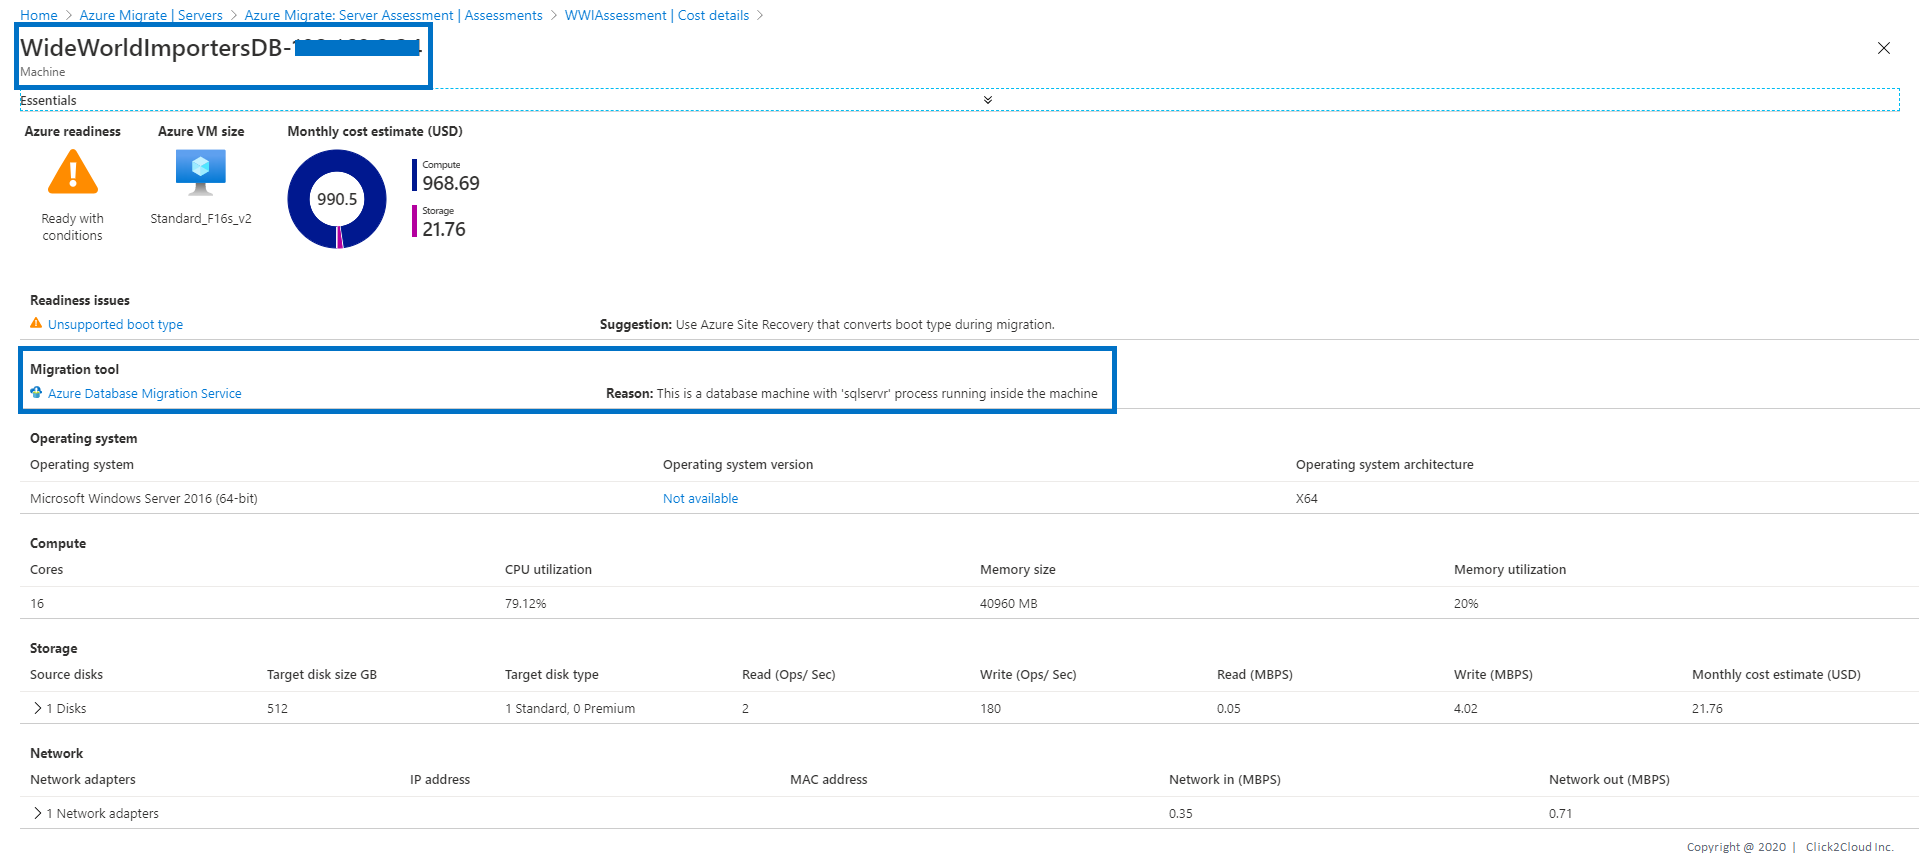 Home > Azure Migrate | Servers > Azure Migrate: Server Assessment | Assessments > WWIAssessment | Cost details >
WideWorldImportersDB-
Machine
Essentials
Azure readiness Azure VM size Monthly cost estimate (USD)
Compute
968.69
990.5
Storage
21.76
Ready with conditions
Standard_F16s_v2
Readiness issues
Unsupported boot type Suggestion: Use Azure Site Recovery that converts boot type during migration.
Migration tool
Azure Database Migration Service Reason: This is a database machine with 'sqlservr' process running inside the machine
Operating system
Operating system Operating system version Operating system architecture
Microsoft Windows Server 2016 (64-bit) Not available X64
Compute
Cores CPU utilization Memory size Memory utilization
16 79.12% 40960 MB 20%
Storage
Source disks Target disk size GB Target disk type Read (Ops/ Sec) Write (Ops/ Sec) Read (MBPS) Write (MBPS) Monthly cost estimate (USD)
1 Disks 512 1 Standard, 0 Premium 2 180 0.05 4.02 21.76
Network
Network adapters IP address MAC address Network in (MBPS) Network out (MBPS)
1 Network adapters 0.35 0.71
Copyright @ 2020 | Click2Cloud Inc.